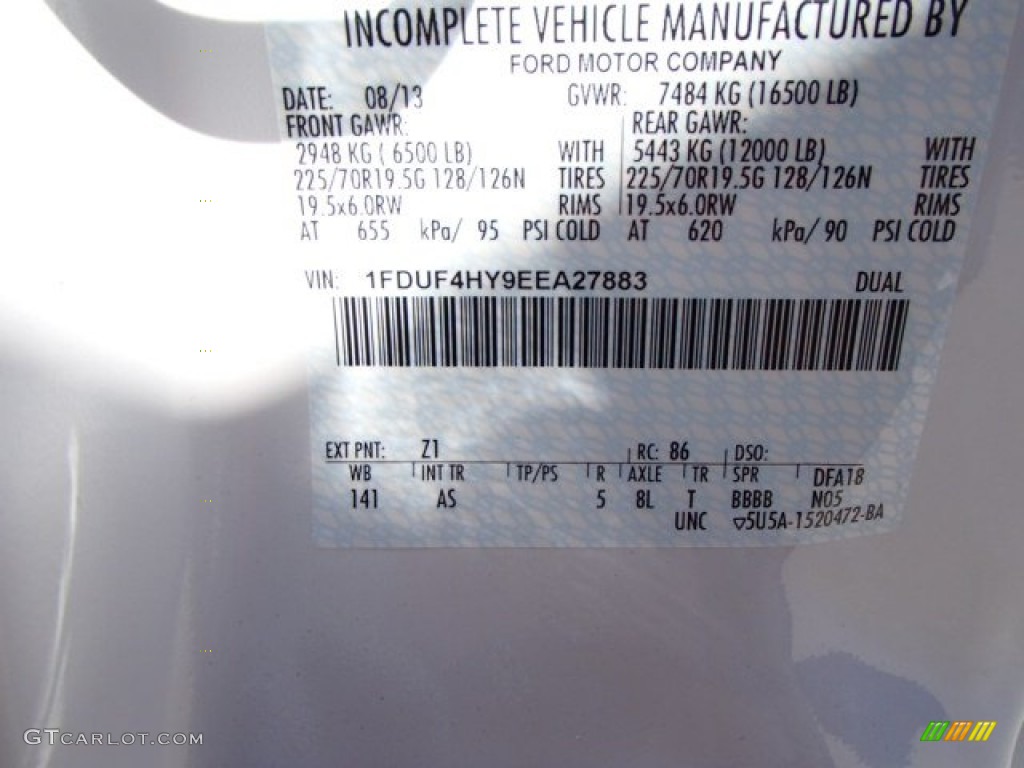 INCOMPLETE VEHICLE MANUFACTURED BY
FORD MOTOR COMPANY
DATE: 08/13 GVWR: 7484 KG (16500 LB)
FRONT GAWR: REAR GAWR:
2948 KG ( 6500 LB) WITH 5443 KG (12000 LB) WITH
225/70R19.5G 128/126N TIRES 225/70R19.5G 128/126N TIRES
19.5x6.0RW RIMS 19.5x6.0RW RIMS
AT 655 kPa/ 95 PSI COLD AT 620 kPa/ 90 PSI COLD
VIN: 1FDUF4HY9EEA27883 DUAL
EXT PNT: Z1 RC: 86 DSO:
WB INT TR TP/PS R AXLE TR SPR DFA18
141 AS 5 8L T BBBB N05
UNC ▽5U5A-1520472-BA
GTCARLOT.COM